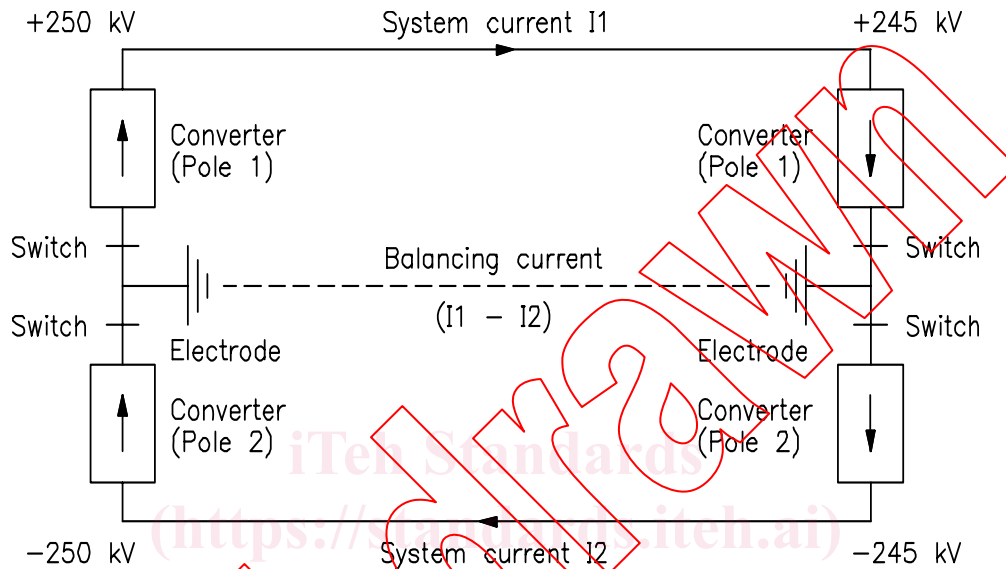 +250 kV
System current I1
+245 kV
Converter
(Pole 1)
Converter
(Pole 1)
Switch
Switch
Balancing current
(I1 - I2)
Switch
Switch
Electrode
Electrode
Converter
(Pole 2)
Converter
(Pole 2)
iTeh Standards
(https://standards.iteh.ai)
-250 kV
System current I2
-245 kV
drawn